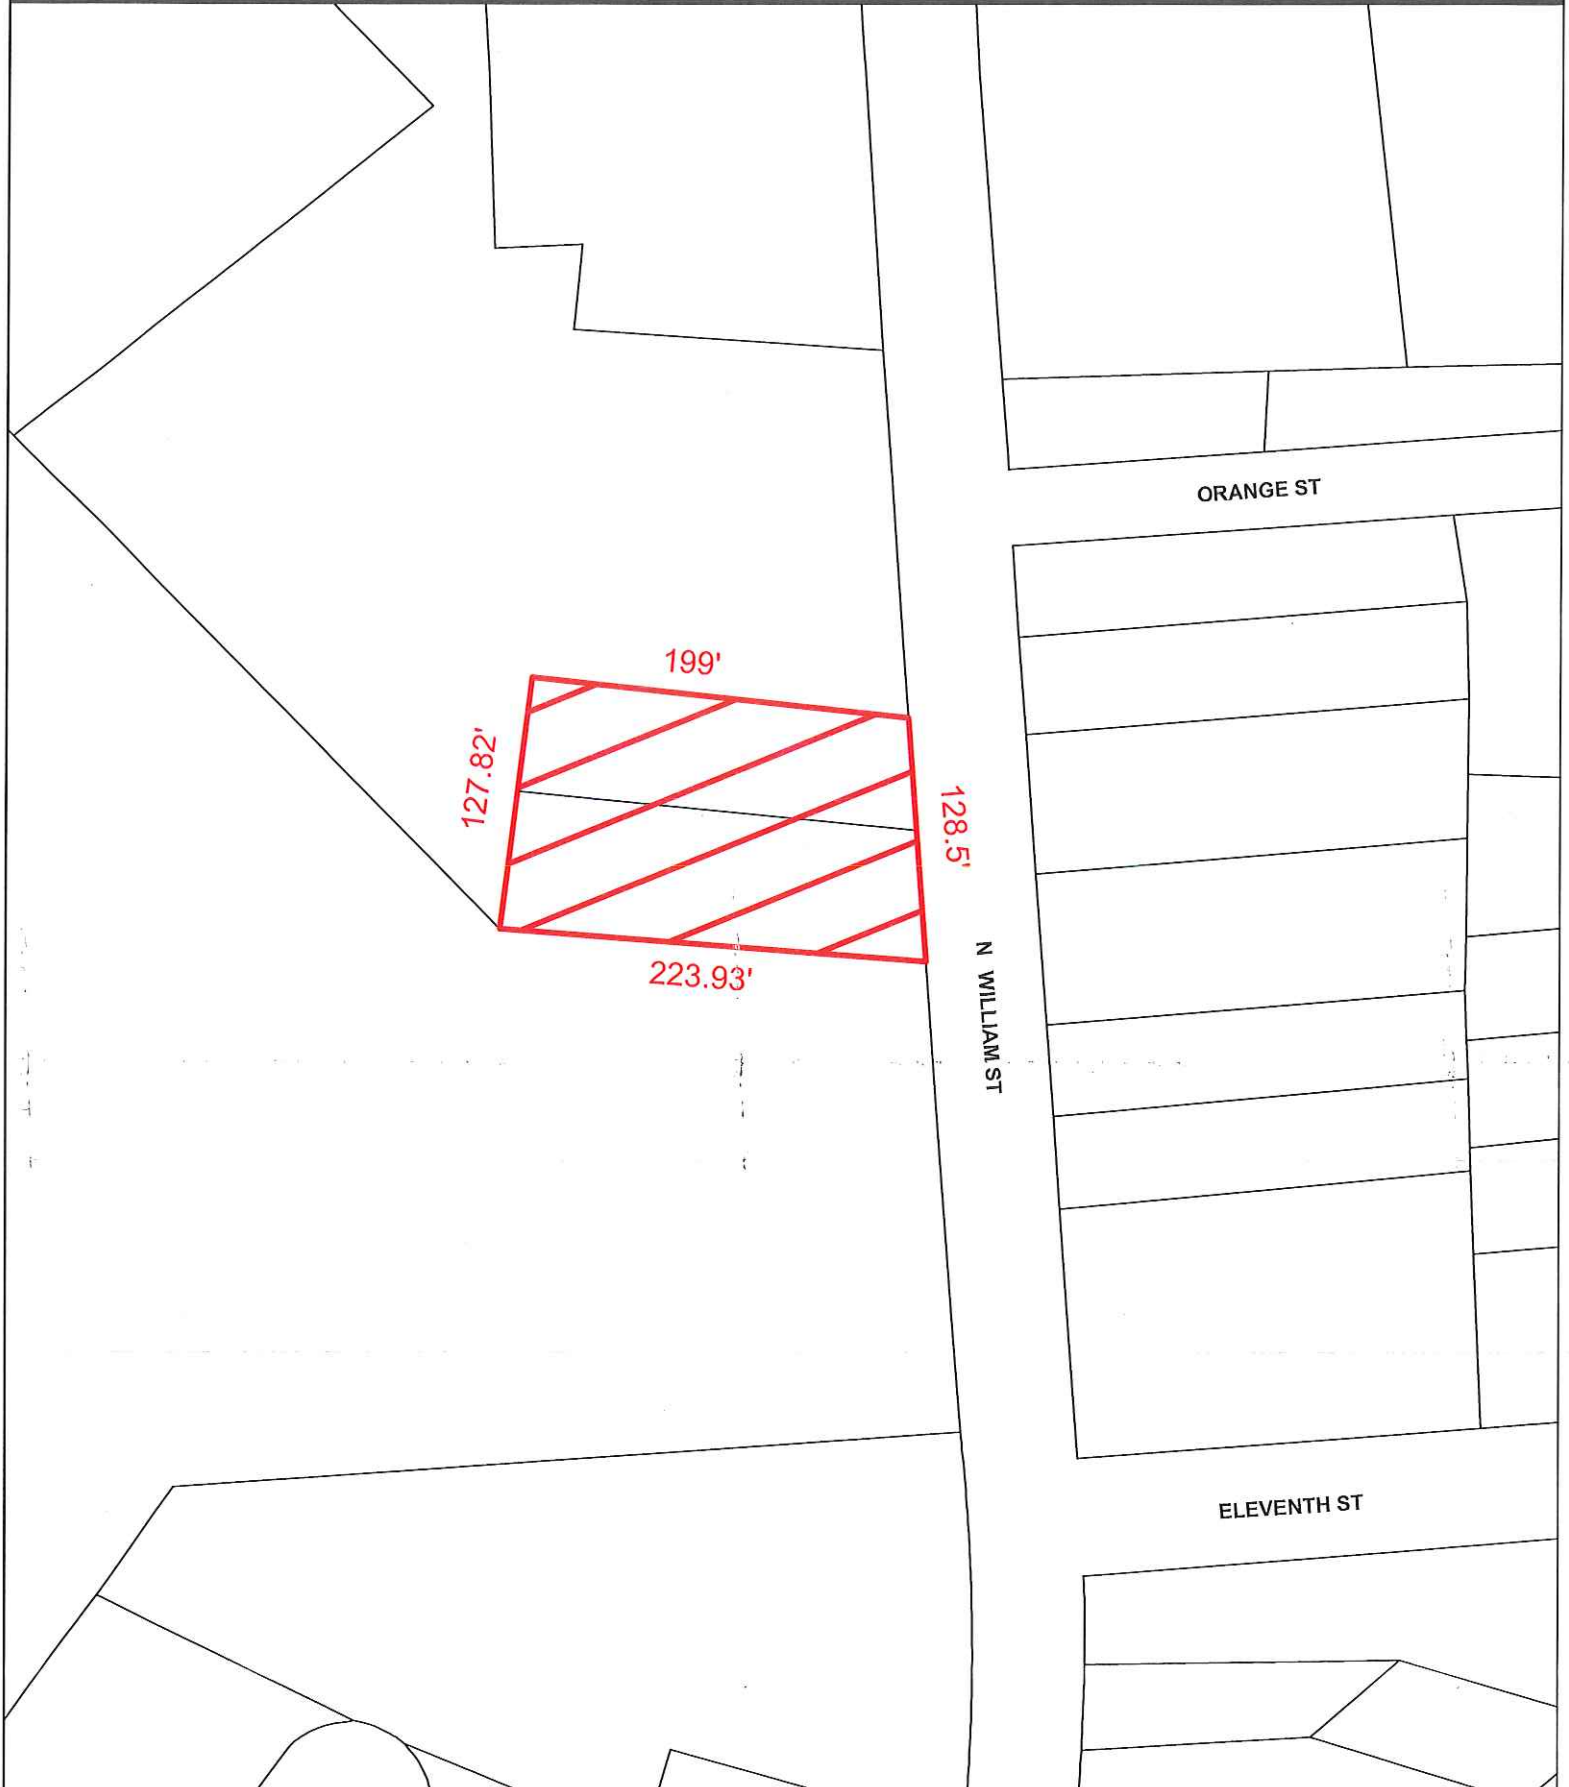 ORANGE ST
199'
127.82'
128.5'
223.93'
N WILLIAM ST
ELEVENTH ST